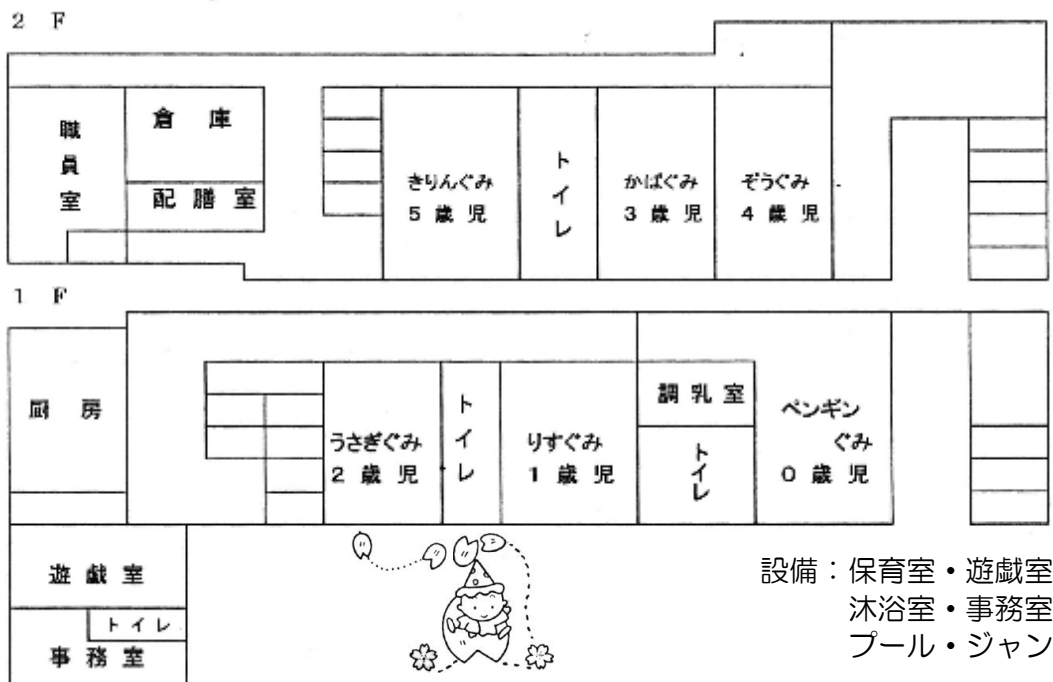 2 F
職員室
倉 庫
配 膳 室
きりんぐみ
5 歳 児
トイレ
かばぐみ
3 歳 児
ぞうぐみ
4 歳 児
1 F
厨 房
うさぎぐみ
2 歳 児
トイレ
りすぐみ
1 歳 児
調 乳 室
トイレ
ペンギン
ぐみ
0 歳 児
遊 戯 室
トイレ
事 務 室
設備：保育室・遊戯室
沐浴室・事務室
プール・ジャン